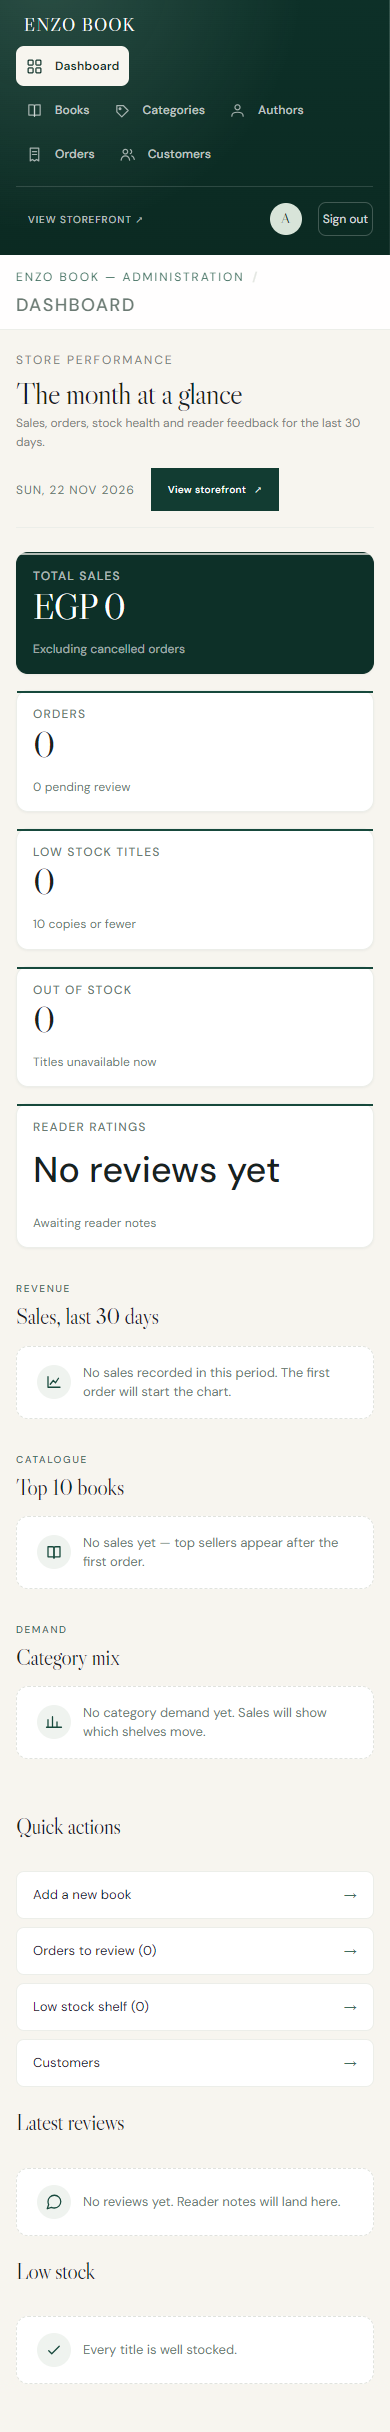 ENZO BOOK
Dashboard
Books
Categories
Authors
Orders
Customers
VIEW STOREFRONT ↗
A
Sign out
ENZO BOOK — ADMINISTRATION /
DASHBOARD
STORE PERFORMANCE
The month at a glance
Sales, orders, stock health and reader feedback for the last 30
days.
SUN, 22 NOV 2026
View storefront ↗
TOTAL SALES
EGP 0
Excluding cancelled orders
ORDERS
0
0 pending review
LOW STOCK TITLES
0
10 copies or fewer
OUT OF STOCK
0
Titles unavailable now
READER RATINGS
No reviews yet
Awaiting reader notes
REVENUE
Sales, last 30 days
No sales recorded in this period. The first
order will start the chart.
CATALOGUE
Top 10 books
No sales yet — top sellers appear after the
first order.
DEMAND
Category mix
No category demand yet. Sales will show
which shelves move.
Quick actions
Add a new book →
Orders to review (0) →
Low stock shelf (0) →
Customers →
Latest reviews
No reviews yet. Reader notes will land here.
Low stock
Every title is well stocked.